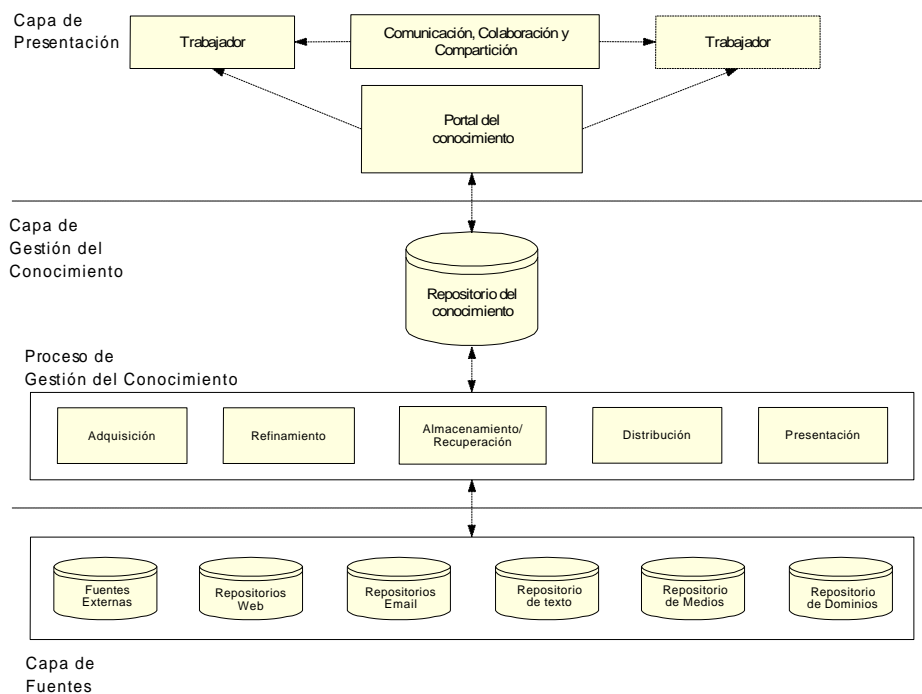 Capa de
Presentación
Trabajador
Comunicación, Colaboración y
Compartición
Trabajador
Portal del
conocimiento
Capa de
Gestión del
Conocimiento
Repositorio del
conocimiento
Proceso de
Gestión del Conocimiento
Adquisición
Refinamiento
Almacenamiento/
Recuperación
Distribución
Presentación
Fuentes
Externas
Repositorios
Web
Repositorios
Email
Repositorio
de texto
Repositorio
de Medios
Repositorio
de Dominios
Capa de
Fuentes